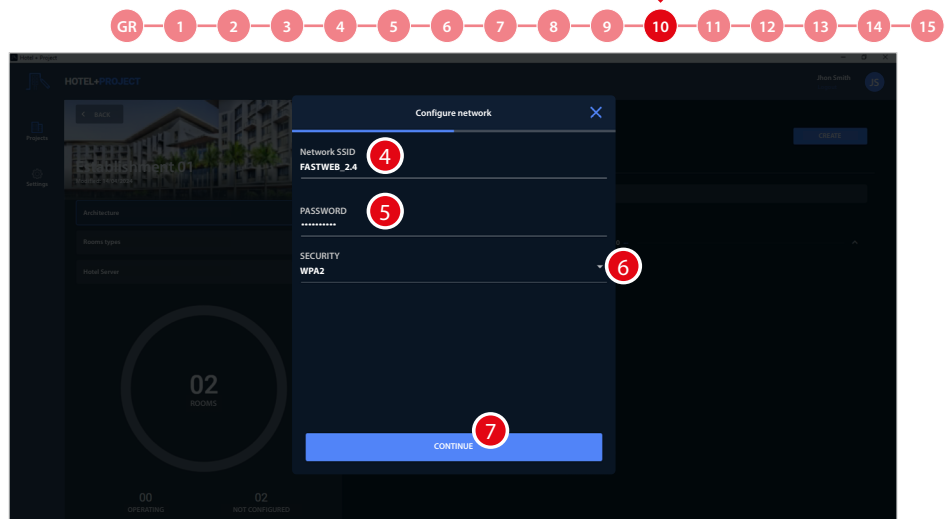 GR 1 2 3 4 5 6 7 8 9 10 11 12 13 14 15
Hotel + Project
HOTEL+PROJECT
Jhon Smith
JS
BACK
Configure network
Projects
CREATE
Network SSID
4
FASTWEB_2.4
Establishment 01
Settings
PASSWORD
5
••••••••••
Architecture
Rooms types
SECURITY
WPA2
6
Hotel Server
02
ROOMS
7
CONTINUE
00
02
OPERATING
NOT CONFIGURED